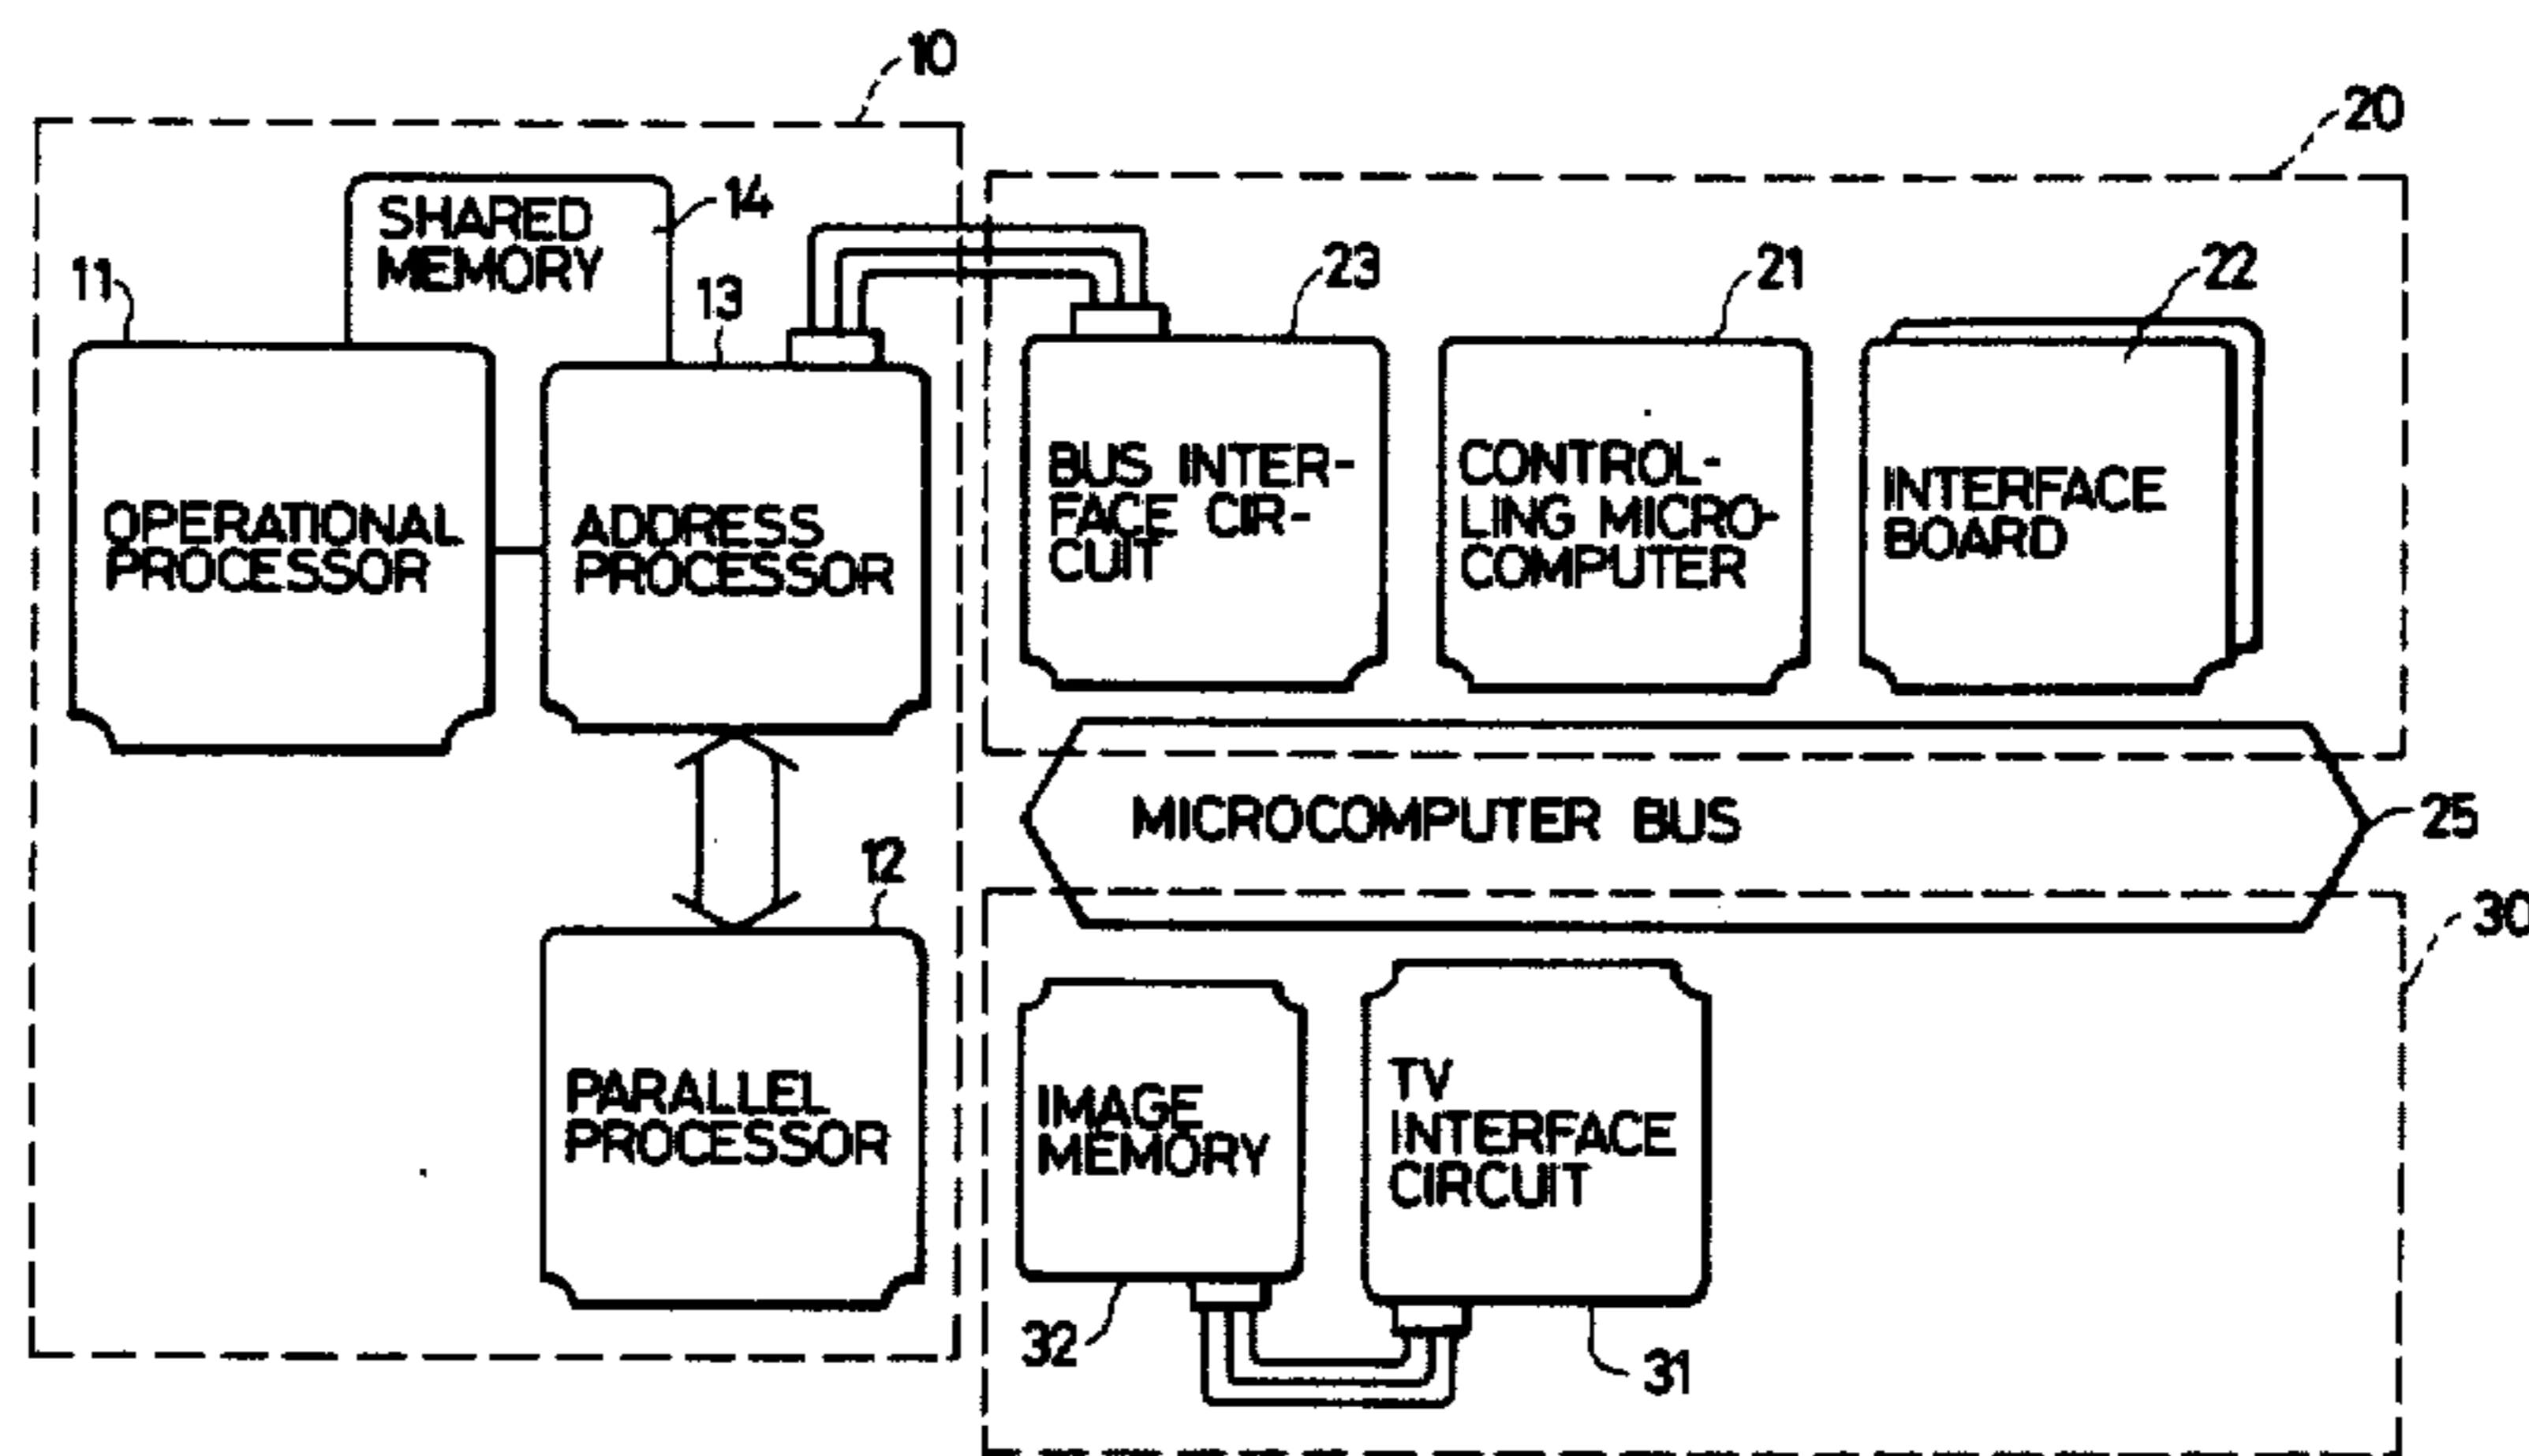 10
20
SHARED
MEMORY
14
11
13
23
21
22
OPERATIONAL
PROCESSOR
ADDRESS
PROCESSOR
BUS INTER-
FACE CIR-
CUIT
CONTROL-
LING MICRO-
COMPUTER
INTERFACE
BOARD
MICROCOMPUTER BUS
25
12
30
PARALLEL
PROCESSOR
IMAGE
MEMORY
TV
INTERFACE
CIRCUIT
32
31